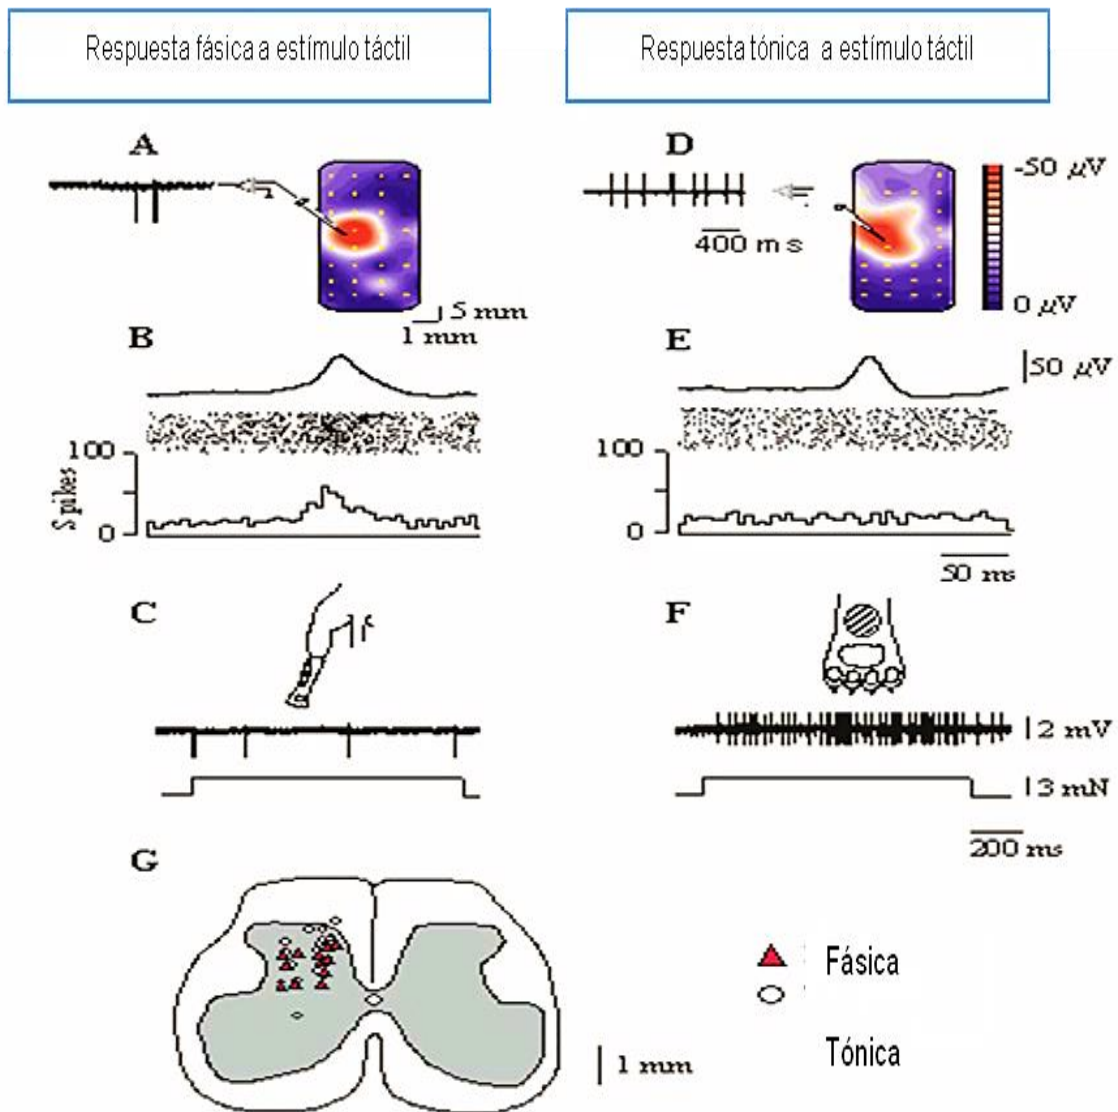 Respuesta fásica a estímulo táctil
Respuesta tónica a estímulo táctil
A
D
-50 µV
400 m s
0 µV
5 mm
1 mm
B
E
50 µV
100
100
Spikes
0
0
50 ms
C
F
2 mV
3 mN
200 ms
G
Fásica
1 mm
Tónica